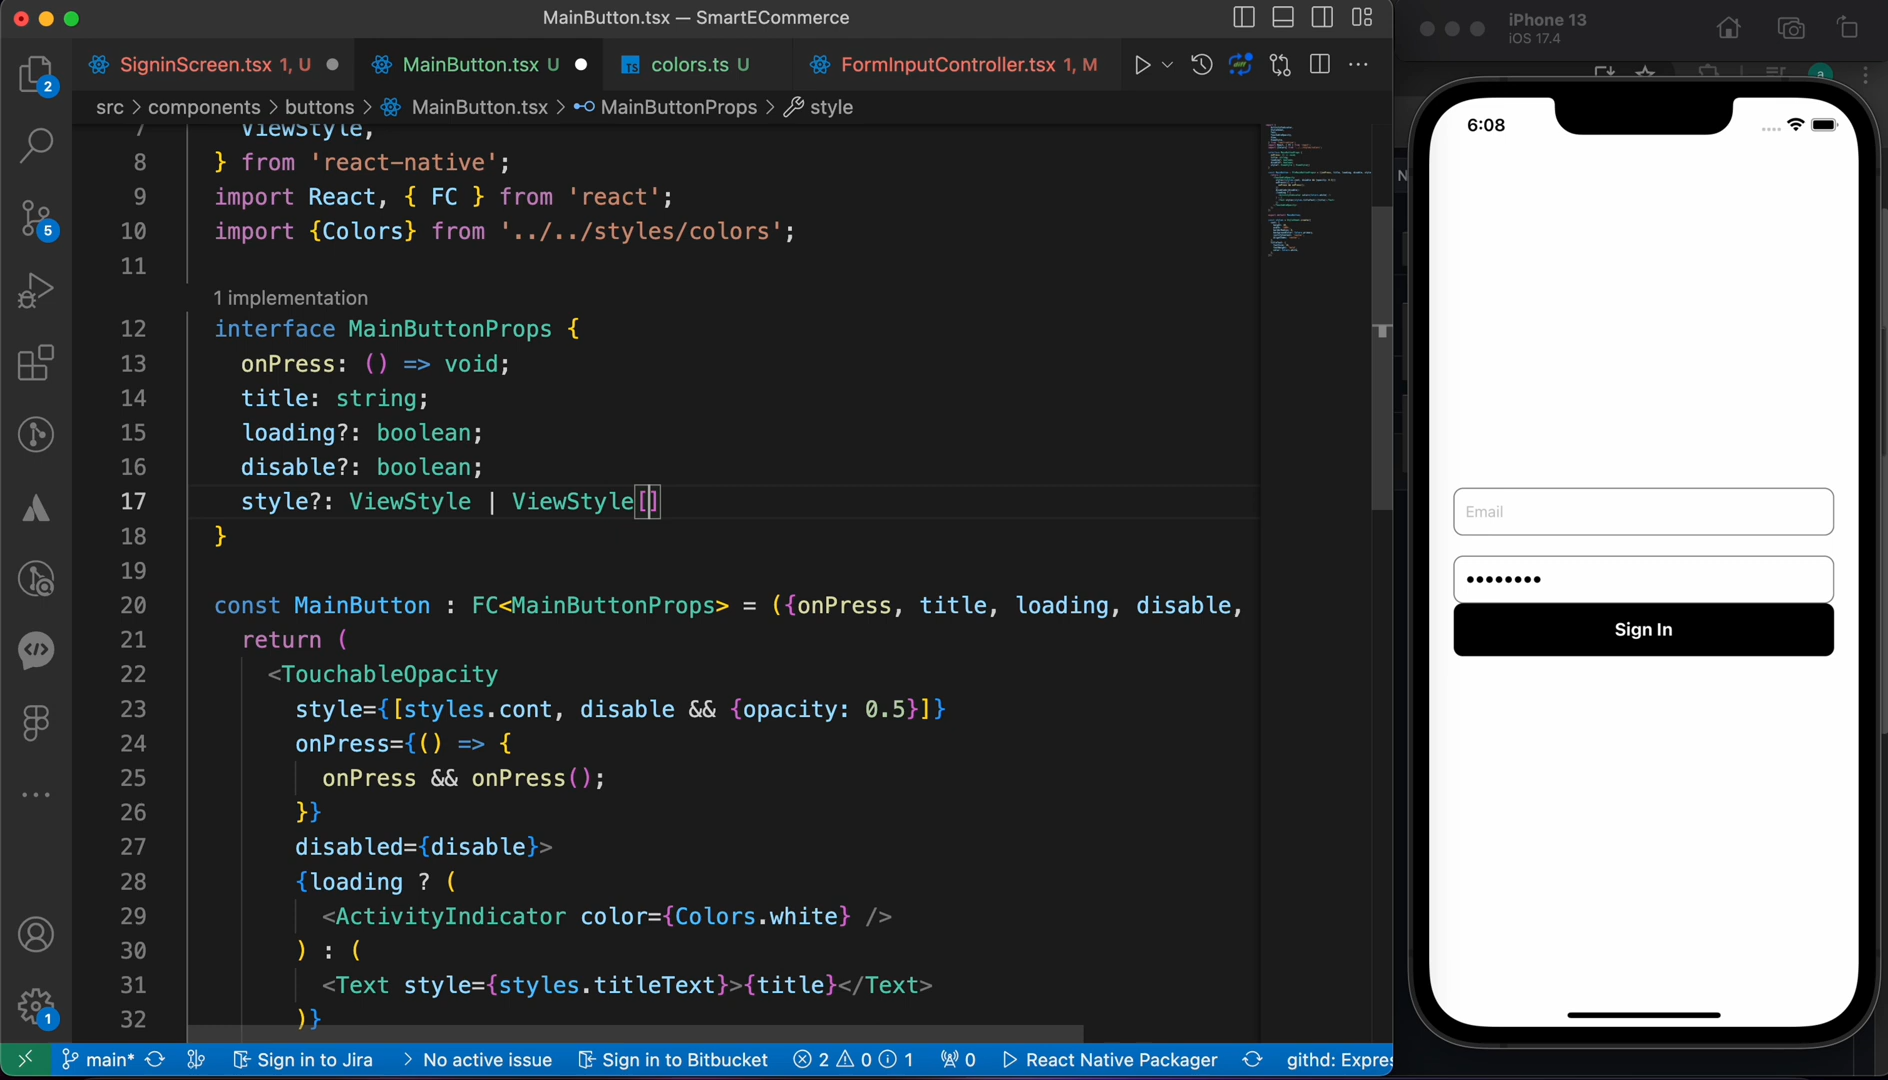 MainButton.tsx — SmartECommerce
SigninScreen.tsx 1, U
MainButton.tsx U
colors.ts U
FormInputController.tsx 1, M
src > components > buttons > MainButton.tsx > MainButtonProps > style
7 ViewStyle,
8 } from 'react-native';
9 import React, { FC } from 'react';
10 import {Colors} from '../../styles/colors';
11
1 implementation
12 interface MainButtonProps {
13 onPress: () => void;
14 title: string;
15 loading?: boolean;
16 disable?: boolean;
17 style?: ViewStyle | ViewStyle[]
18 }
19
20 const MainButton : FC<MainButtonProps> = ({onPress, title, loading, disable,
21 return (
22 <TouchableOpacity
23 style={[styles.cont, disable && {opacity: 0.5}]}
24 onPress={() => {
25 onPress && onPress();
26 }}
27 disabled={disable}>
28 {loading ? (
29 <ActivityIndicator color={Colors.white} />
30 ) : (
31 <Text style={styles.titleText}>{title}</Text>
32 )}
2
5
1
main*
Sign in to Jira
No active issue
Sign in to Bitbucket
2 0 1
0
React Native Packager
githd: Expres
iPhone 13
iOS 17.4
a
N
6:08
Email
••••••••
Sign In